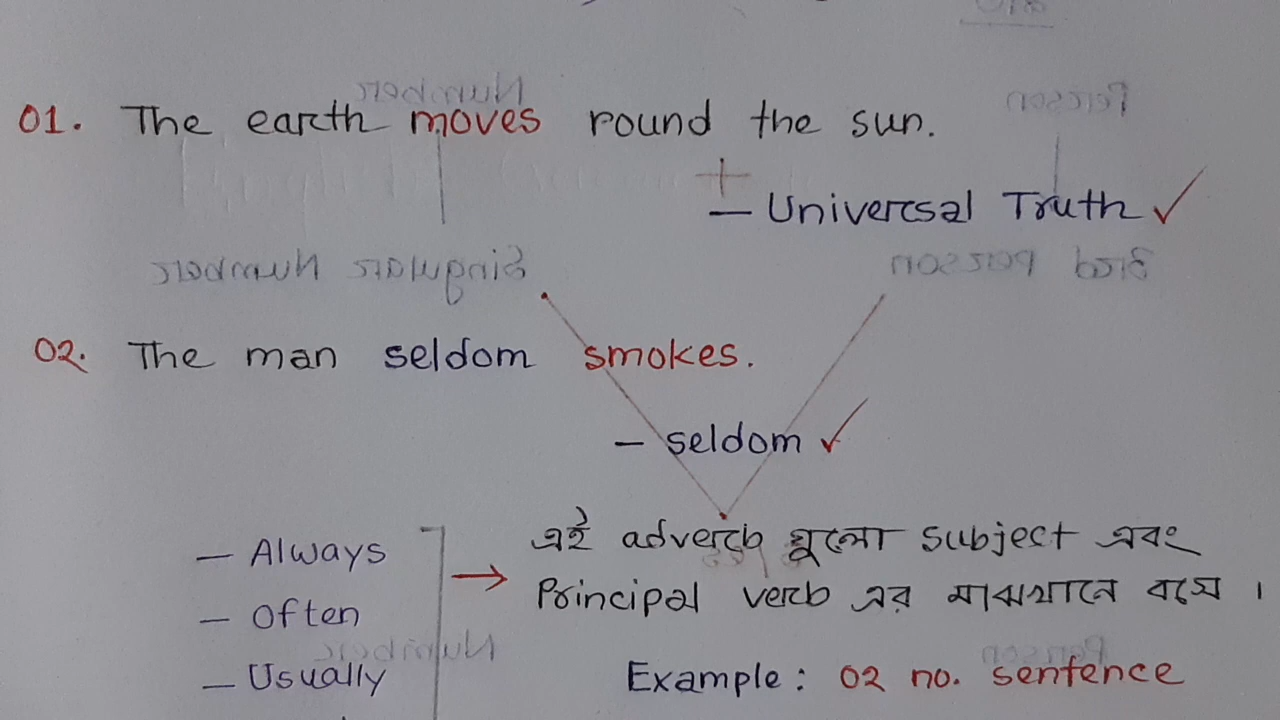 01. The earth moves round the sun.
— Universal Truth ✓
02. The man seldom smokes.
— seldom ✓
— Always
— Often
— Usually
→ এই adverb গুলো subject এবং
Principal verb এর মাঝখানে বসে ।
Example : 02 no. sentence